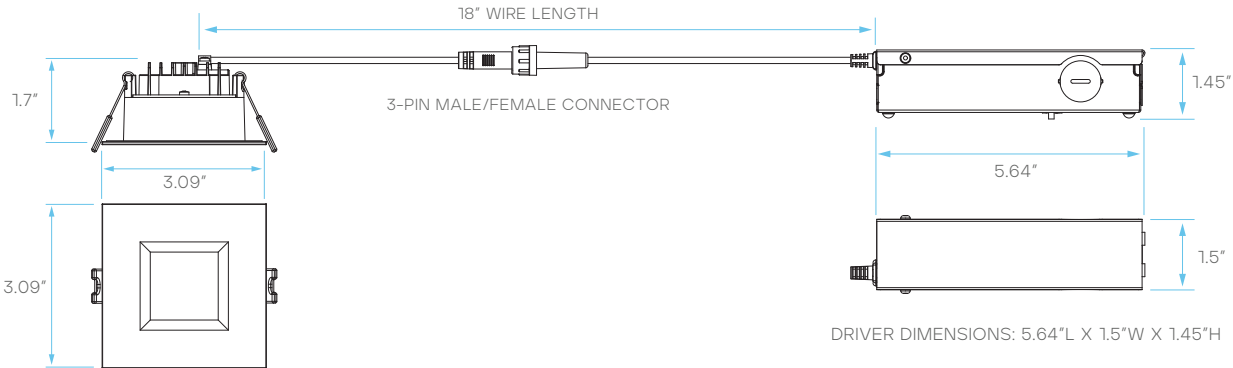 18” WIRE LENGTH
1.7”
3-PIN MALE/FEMALE CONNECTOR
1.45”
3.09”
5.64”
3.09”
1.5”
DRIVER DIMENSIONS: 5.64”L X 1.5”W X 1.45”H